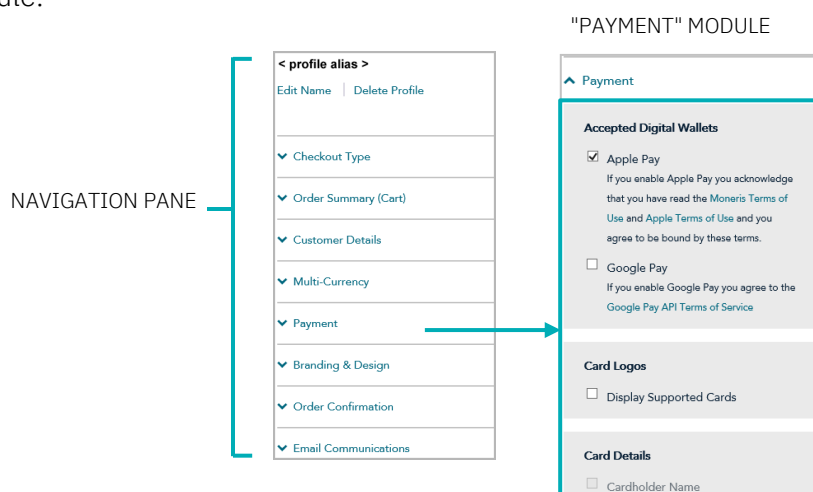 "PAYMENT" MODULE
NAVIGATION PANE
< profile alias >
Edit Name | Delete Profile
Checkout Type
Order Summary (Cart)
Customer Details
Multi-Currency
Payment
Branding & Design
Order Confirmation
Email Communications
Payment
Accepted Digital Wallets
Apple Pay
If you enable Apple Pay you acknowledge
that you have read the Moneris Terms of
Use and Apple Terms of Use and you
agree to be bound by these terms.
Google Pay
If you enable Google Pay you agree to the
Google Pay API Terms of Service
Card Logos
Display Supported Cards
Card Details
Cardholder Name